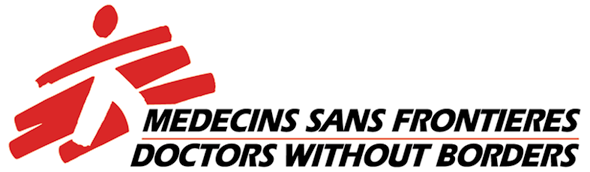 MEDECINS SANS FRONTIERES
DOCTORS WITHOUT BORDERS